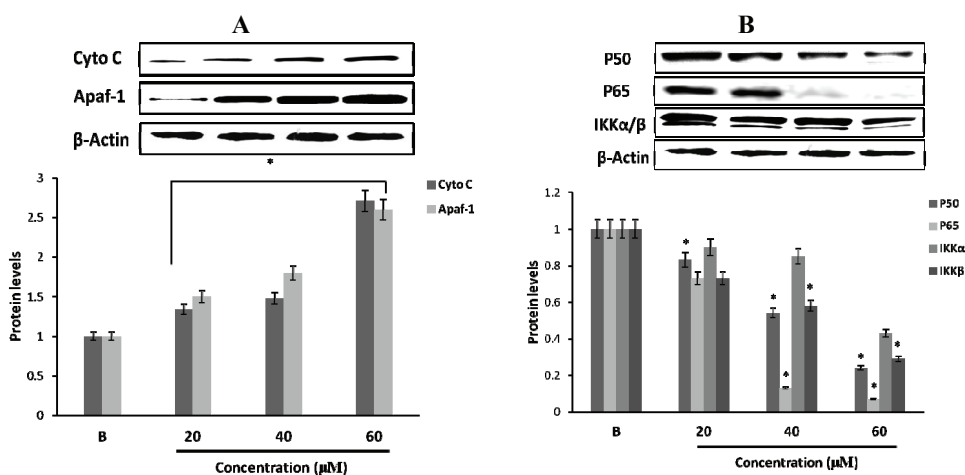 A
Cyto C
Apaf-1
β-Actin
*
3
2.5
2
1.5
1
0.5
0
Protein levels
Cyto C
Apaf-1
B 20 40 60
Concentration (μM)
B
P50
P65
IKKα/β
β-Actin
1.2
1
0.8
0.6
0.4
0.2
0
Protein levels
* * * * * * *
P50
P65
IKKα
IKKβ
B 20 40 60
Concentration (μM)